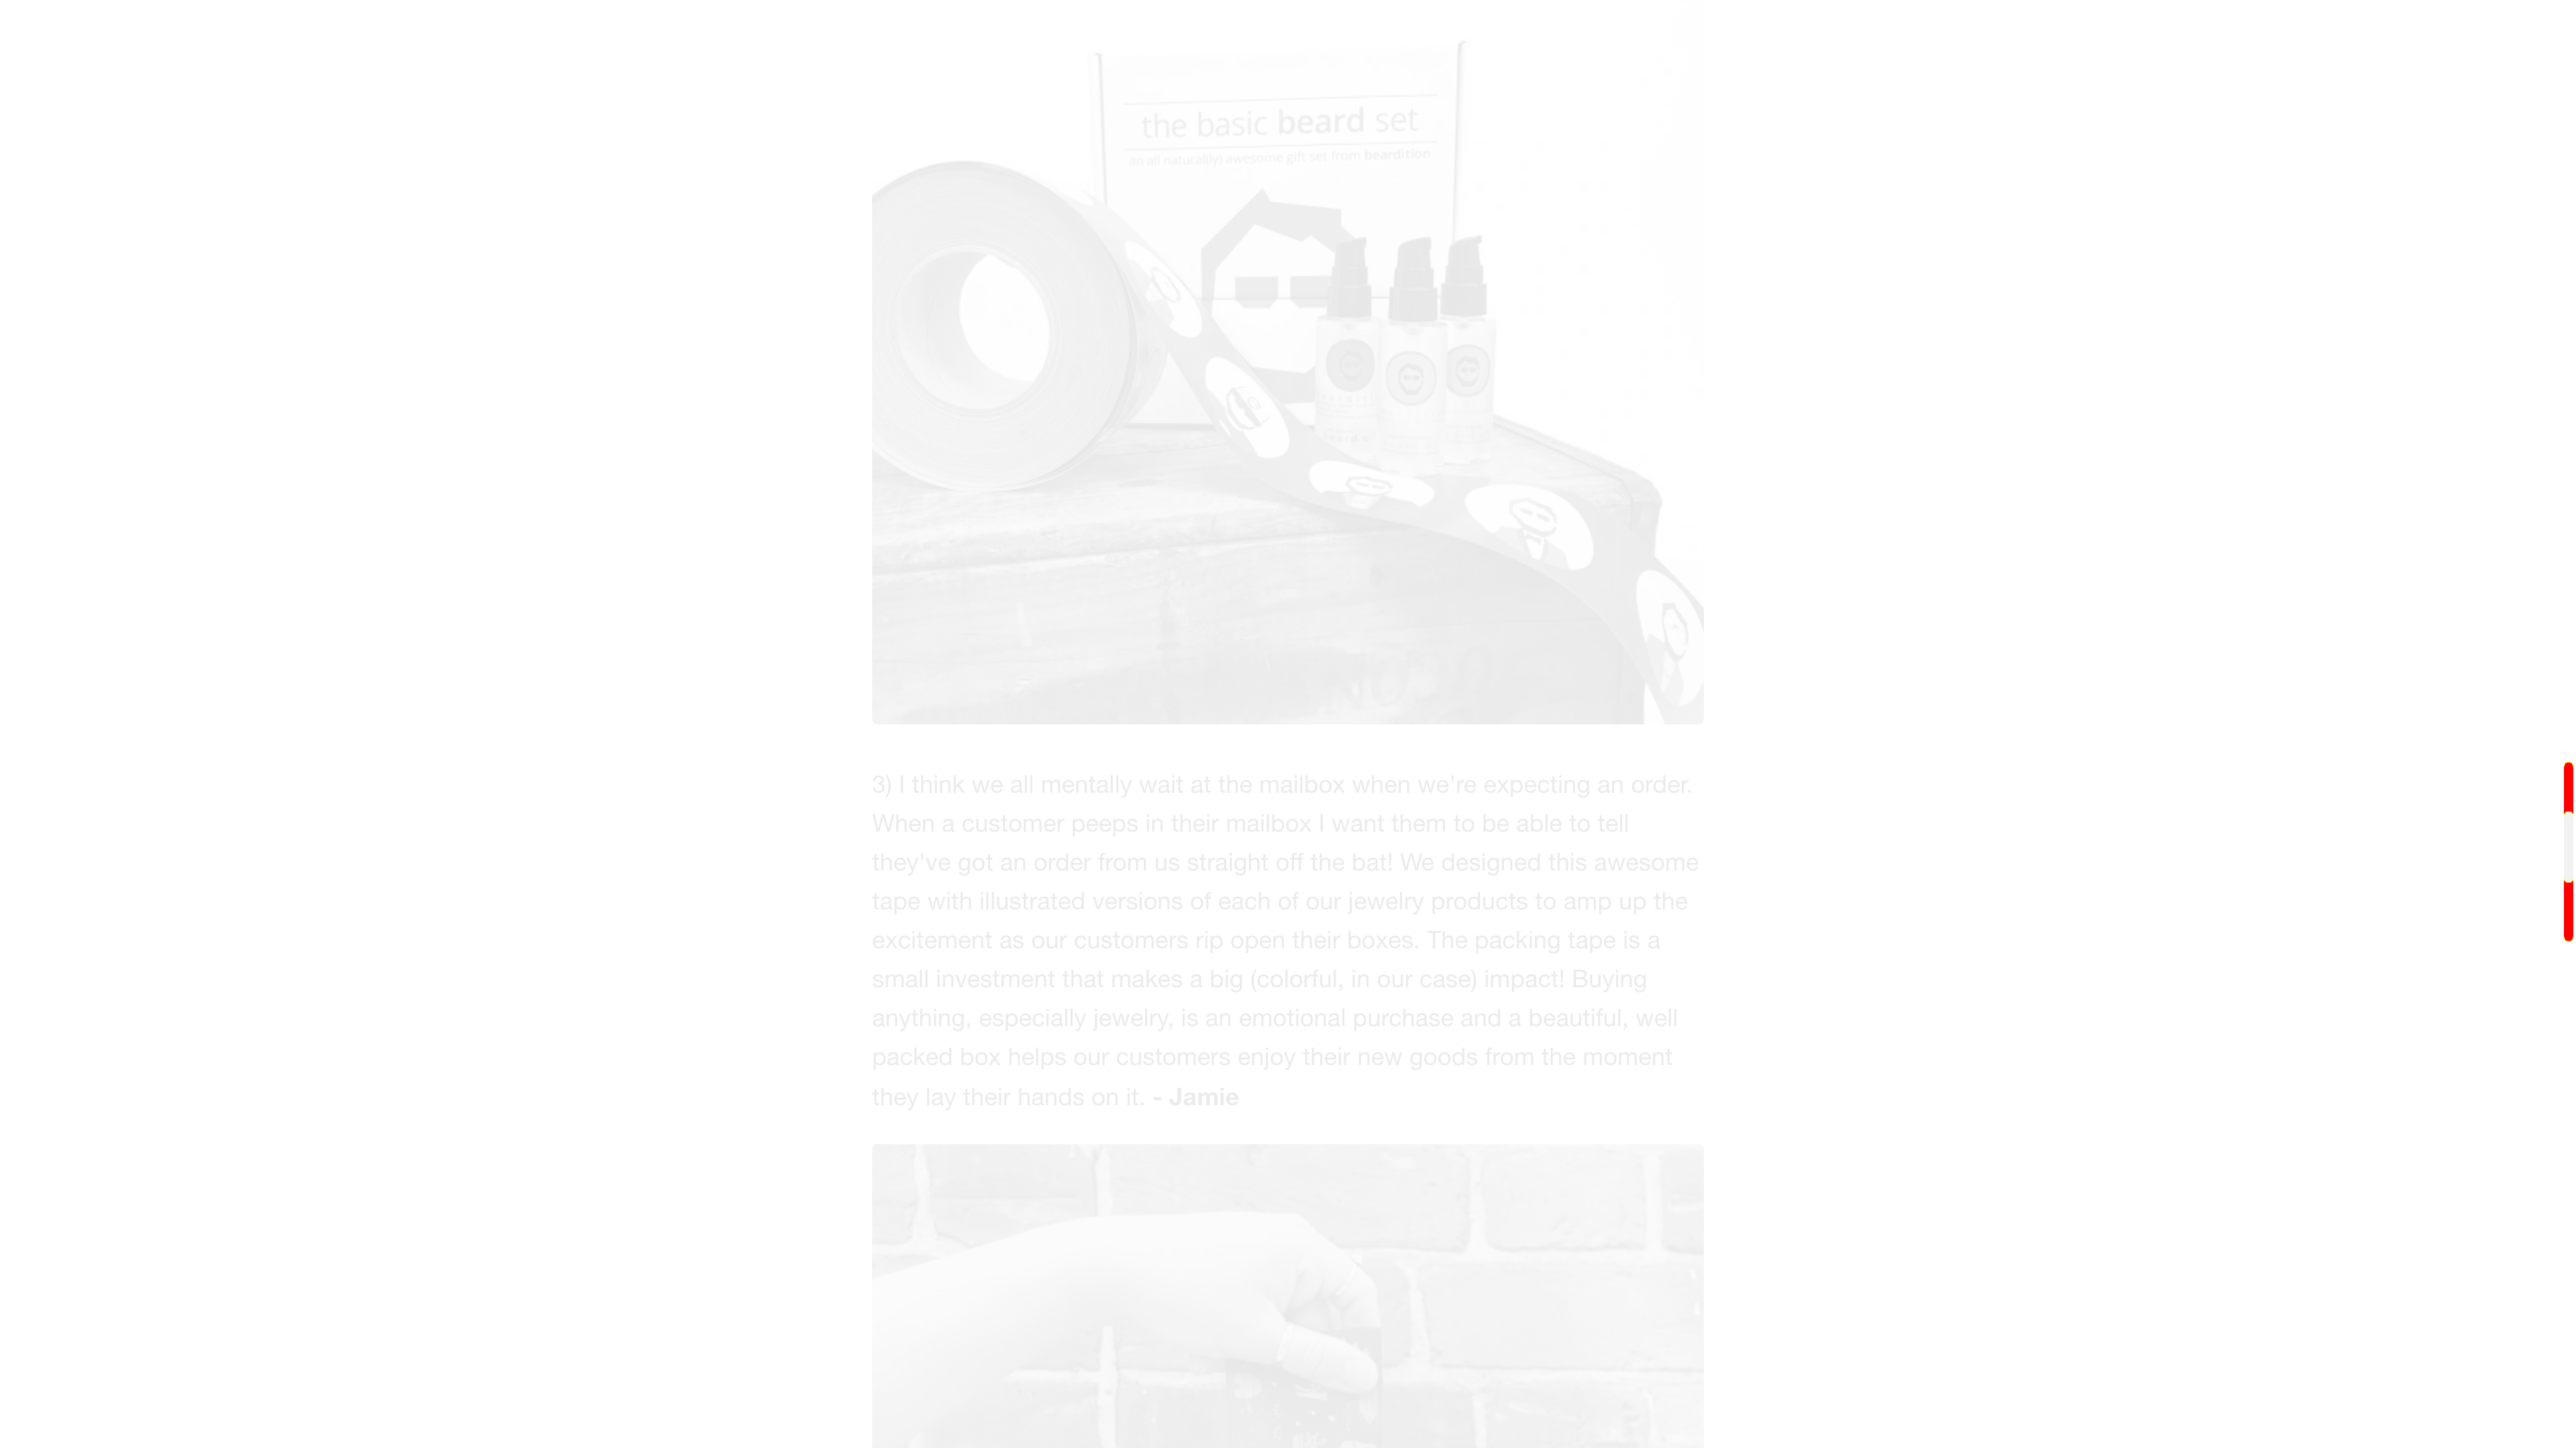 the basic beard set
an all natural(ly) awesome gift set from beardition
3) I think we all mentally wait at the mailbox when we're expecting an order.
When a customer peeps in their mailbox I want them to be able to tell
they've got an order from us straight off the bat! We designed this awesome
tape with illustrated versions of each of our jewelry products to amp up the
excitement as our customers rip open their boxes. The packing tape is a
small investment that makes a big (colorful, in our case) impact! Buying
anything, especially jewelry, is an emotional purchase and a beautiful, well
packed box helps our customers enjoy their new goods from the moment
they lay their hands on it. - Jamie